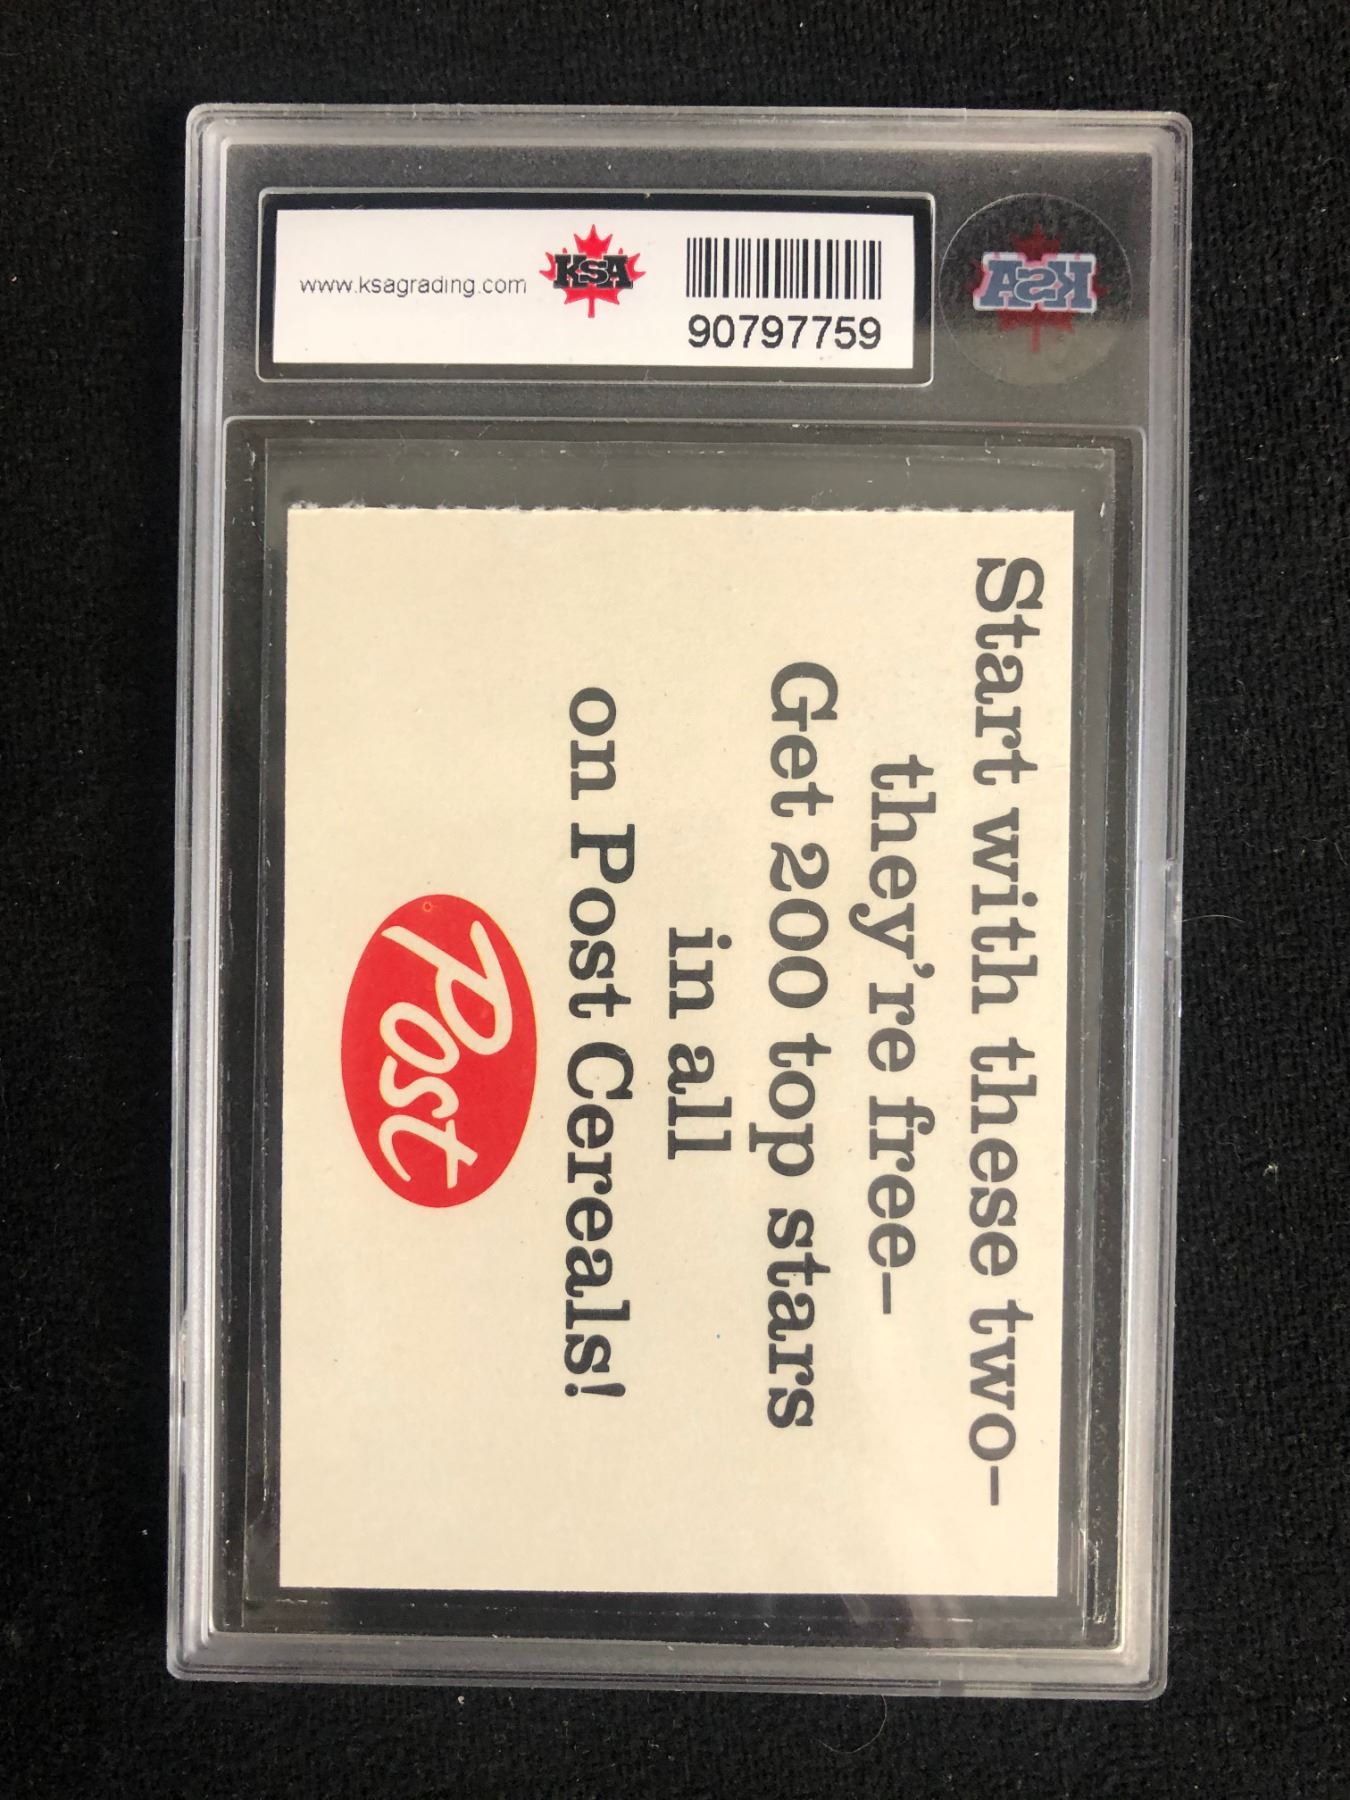 www.ksagrading.com
KSA
90797759
KSA
Start with these two–
they're free–
Get 200 top stars
in all
on Post Cereals!
Post